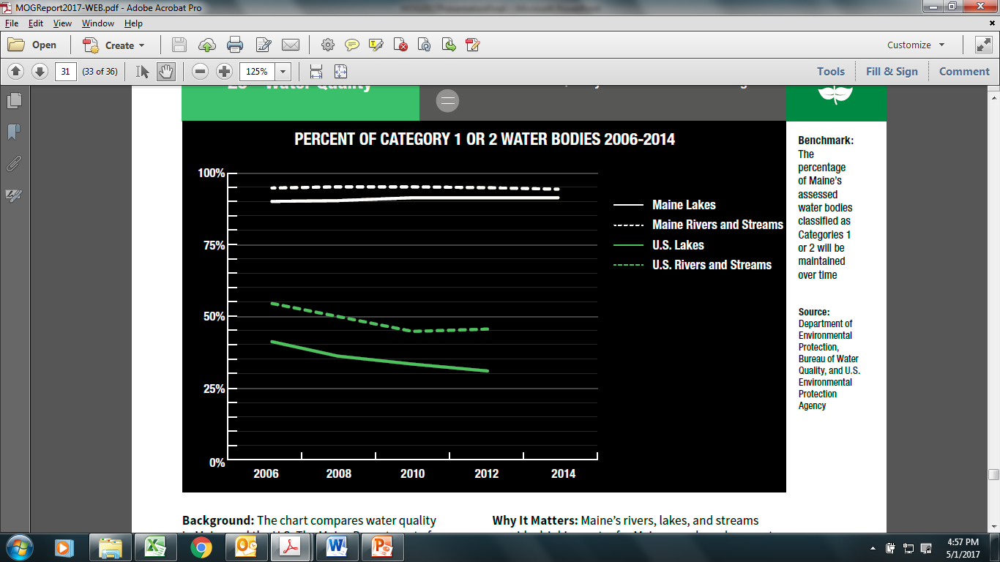 MOGReport2017-WEB.pdf - Adobe Acrobat Pro
File Edit View Window Help
Open Create Customize
31 (33 of 36) 125% Tools Fill & Sign Comment
Water Quality
PERCENT OF CATEGORY 1 OR 2 WATER BODIES 2006-2014
100%
75%
50%
25%
0%
2006 2008 2010 2012 2014
Maine Lakes
Maine Rivers and Streams
U.S. Lakes
U.S. Rivers and Streams
Benchmark:
The
percentage
of Maine's
assessed
water bodies
classified as
Categories 1
or 2 will be
maintained
over time
Source:
Department of
Environmental
Protection,
Bureau of Water
Quality, and U.S.
Environmental
Protection
Agency
Background: The chart compares water quality
Why It Matters: Maine's rivers, lakes, and streams
4:57 PM
5/1/2017